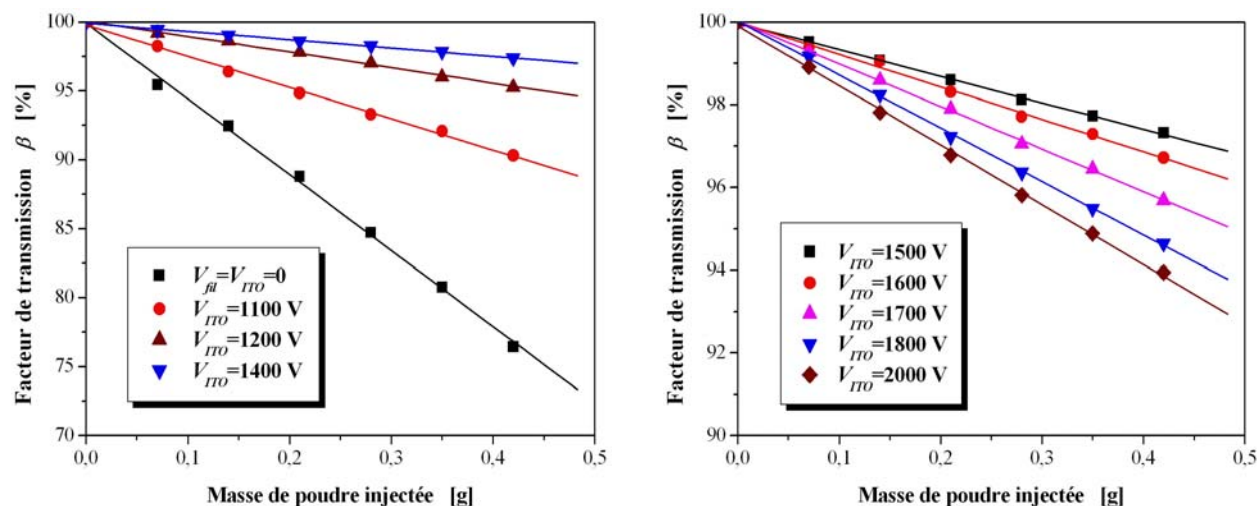 100
95
90
85
80
75
70
Facteur de transmission β [%]
V_fil=V_ITO=0
V_ITO=1100 V
V_ITO=1200 V
V_ITO=1400 V
0,0 0,1 0,2 0,3 0,4 0,5
Masse de poudre injectée [g]
100
98
96
94
92
90
Facteur de transmission β [%]
V_ITO=1500 V
V_ITO=1600 V
V_ITO=1700 V
V_ITO=1800 V
V_ITO=2000 V
0,0 0,1 0,2 0,3 0,4 0,5
Masse de poudre injectée [g]